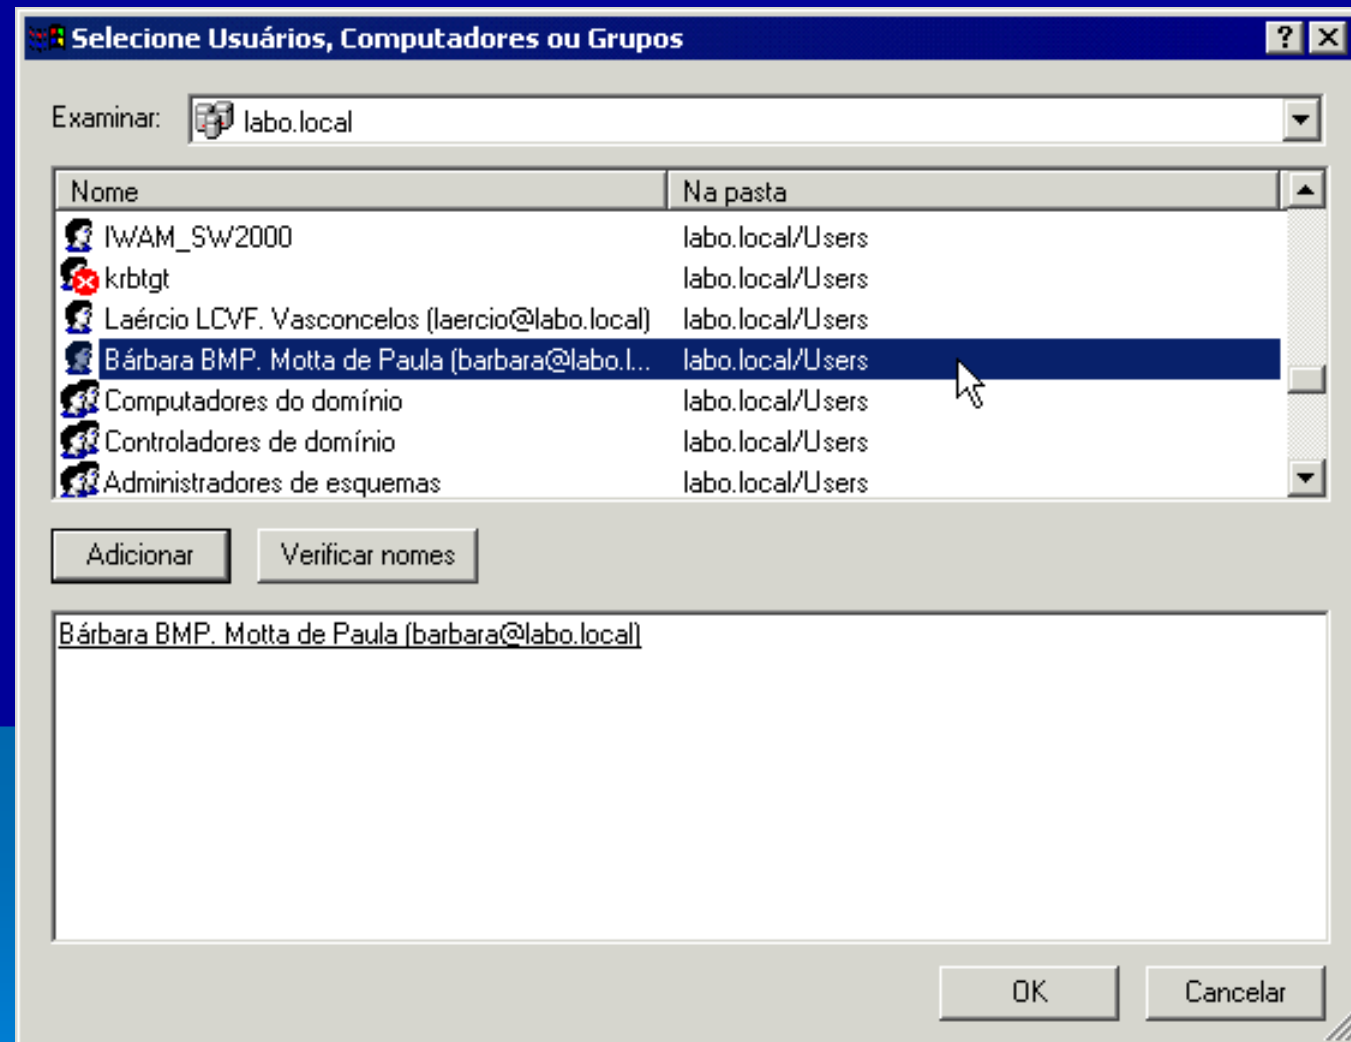 Selecione Usuários, Computadores ou Grupos
Examinar: labo.local
Nome Na pasta
IWAM_SW2000 labo.local/Users
krbtgt labo.local/Users
Laércio LCVF. Vasconcelos (laercio@labo.local) labo.local/Users
Bárbara BMP. Motta de Paula (barbara@labo.l... labo.local/Users
Computadores do domínio labo.local/Users
Controladores de domínio labo.local/Users
Administradores de esquemas labo.local/Users
Adicionar Verificar nomes
Bárbara BMP. Motta de Paula (barbara@labo.local)
OK Cancelar